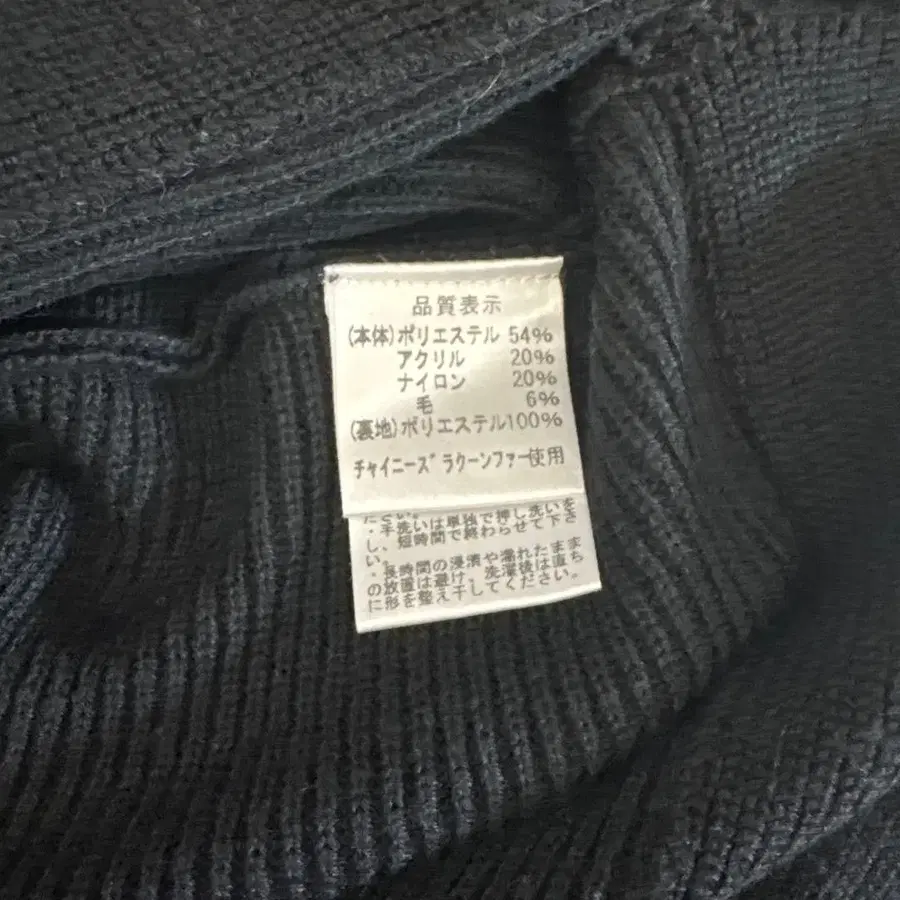 品質表示
(本体)ポリエステル 54%
アクリル 20%
ナイロン 20%
毛 6%
(裏地)ポリエステル100%
チャイニーズラクーンファー使用
ださい。
・手洗いは単独で押し洗いを
し、短時間で終わらせて下さ
い。
・長時間の浸漬や濡れたまま
の放置は避け、洗濯後は直ち
に形を整え干してください。